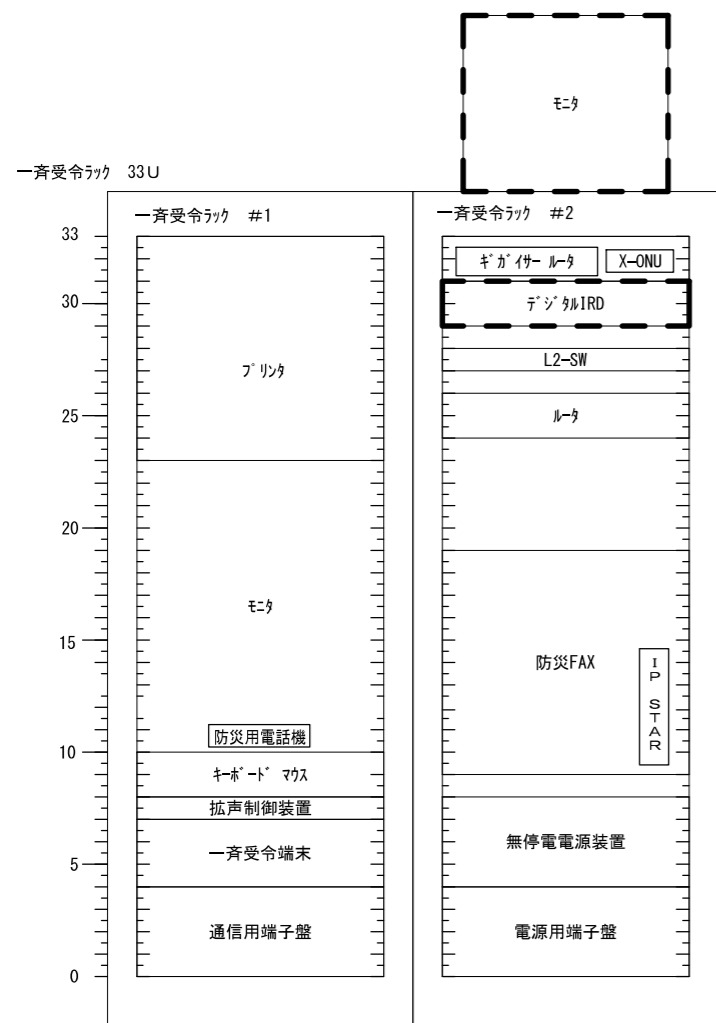 ﾓﾆﾀ
一斉受令ﾗｯｸ 33U
一斉受令ﾗｯｸ #1
一斉受令ﾗｯｸ #2
33
30
25
20
15
10
5
0
ﾌﾟﾘﾝﾀ
ﾓﾆﾀ
防災用電話機
ｷｰﾎﾞｰﾄﾞ ﾏｳｽ
拡声制御装置
一斉受令端末
通信用端子盤
ｷﾞｶﾞｲｻｰ ﾙｰﾀ
X-ONU
ﾃﾞｼﾞﾀﾙIRD
L2-SW
ﾙｰﾀ
防災FAX
IP STAR
無停電電源装置
電源用端子盤